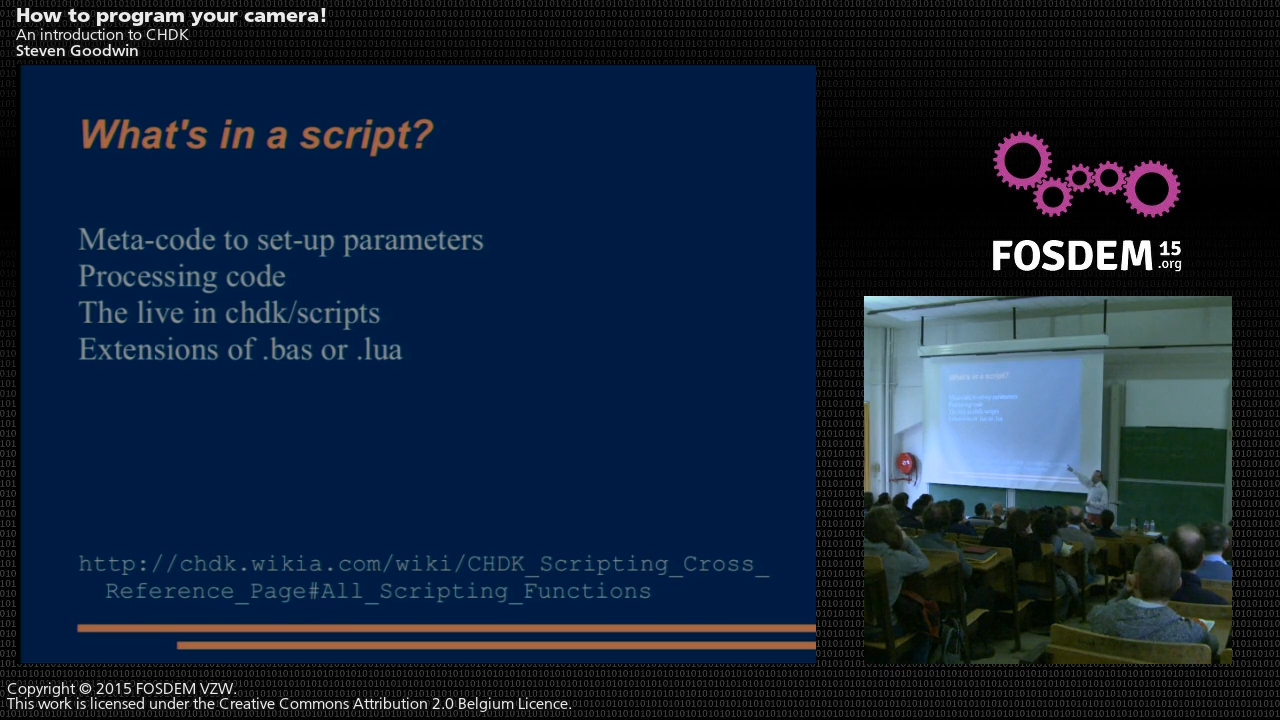 How to program your camera!
An introduction to CHDK
Steven Goodwin
What's in a script?
Meta-code to set-up parameters
Processing code
The live in chdk/scripts
Extensions of .bas or .lua
http://chdk.wikia.com/wiki/CHDK_Scripting_Cross_
Reference_Page#All_Scripting_Functions
FOSDEM 15
.org
Copyright © 2015 FOSDEM VZW.
This work is licensed under the Creative Commons Attribution 2.0 Belgium Licence.